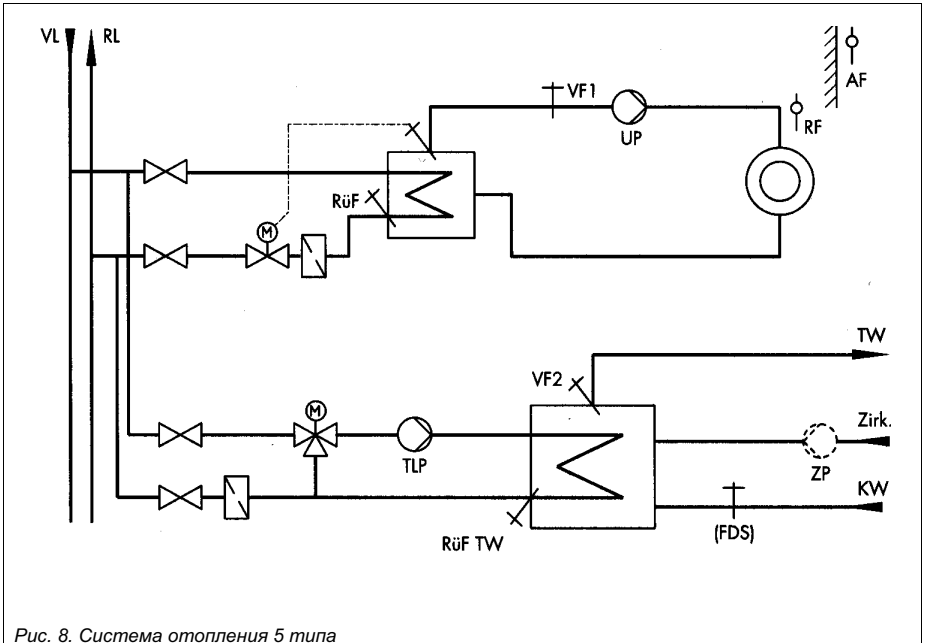 VL RL
AF
VF1
RF
UP
RüF
M
TW
VF2
M
Zirk.
TLP
ZP
KW
RüF TW
(FDS)
Рис. 8. Система отопления 5 типа